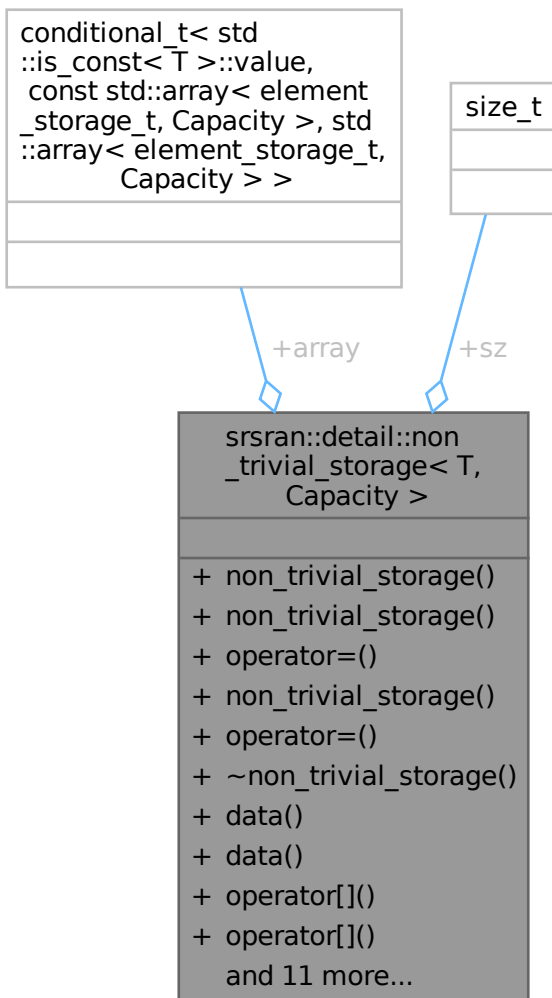 conditional_t< std
::is_const< T >::value,
const std::array< element
_storage_t, Capacity >, std
::array< element_storage_t,
Capacity > >
size_t
+array
+sz
srsran::detail::non
_trivial_storage< T,
Capacity >
+ non_trivial_storage()
+ non_trivial_storage()
+ operator=()
+ non_trivial_storage()
+ operator=()
+ ~non_trivial_storage()
+ data()
+ data()
+ operator[]()
+ operator[]()
and 11 more...